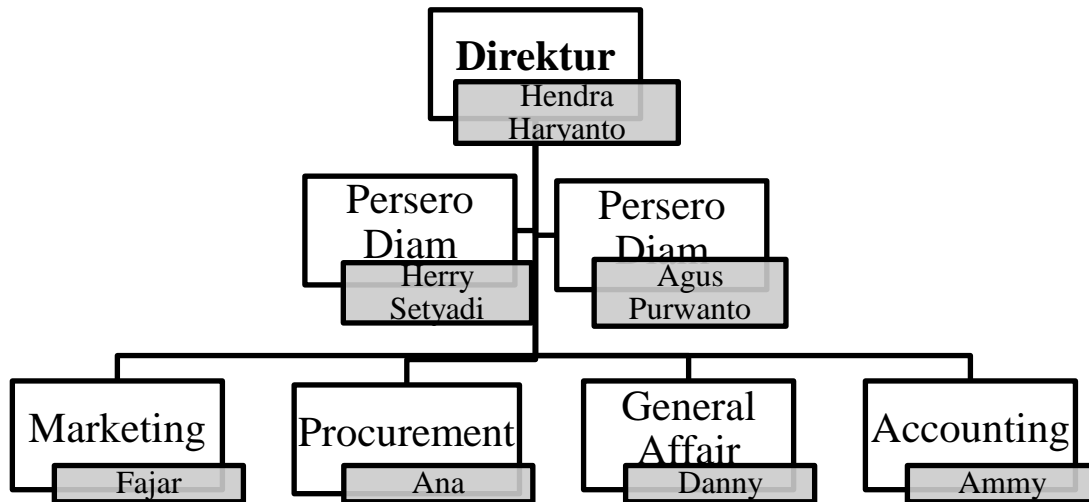 Direktur
Hendra
Haryanto
Persero
Diam
Herry
Setyadi
Persero
Diam
Agus
Purwanto
Marketing
Fajar
Procurement
Ana
General
Affair
Danny
Accounting
Ammy